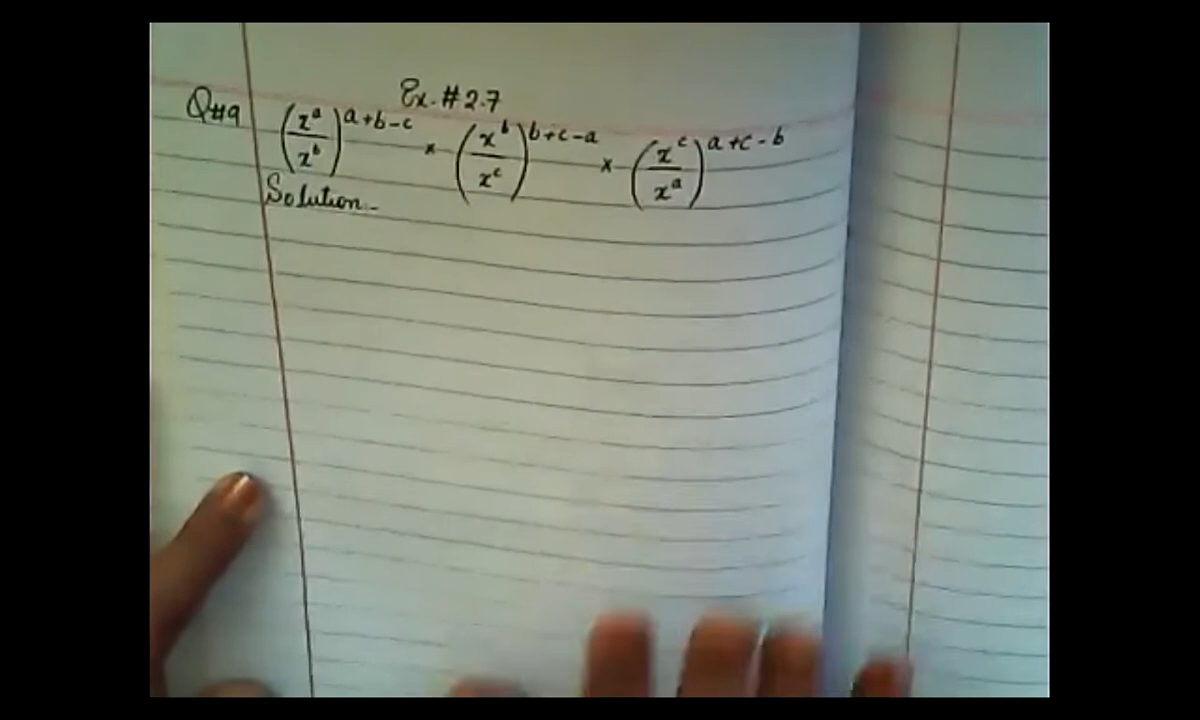 Ex. #2.7
Q#9 (x^a/x^b)^a+b-c × (x^b/x^c)^b+c-a × (x^c/x^a)^a+c-b
Solution-